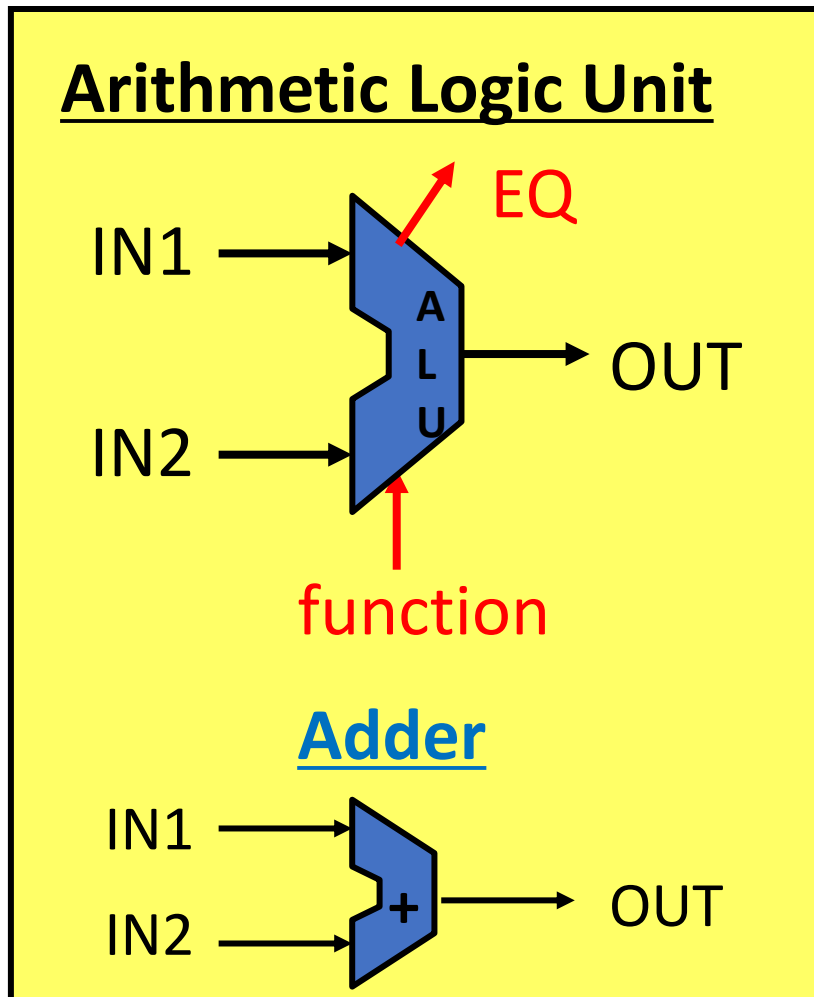 Arithmetic Logic Unit
EQ
IN1
A
L
U
OUT
IN2
function
Adder
IN1
+
OUT
IN2